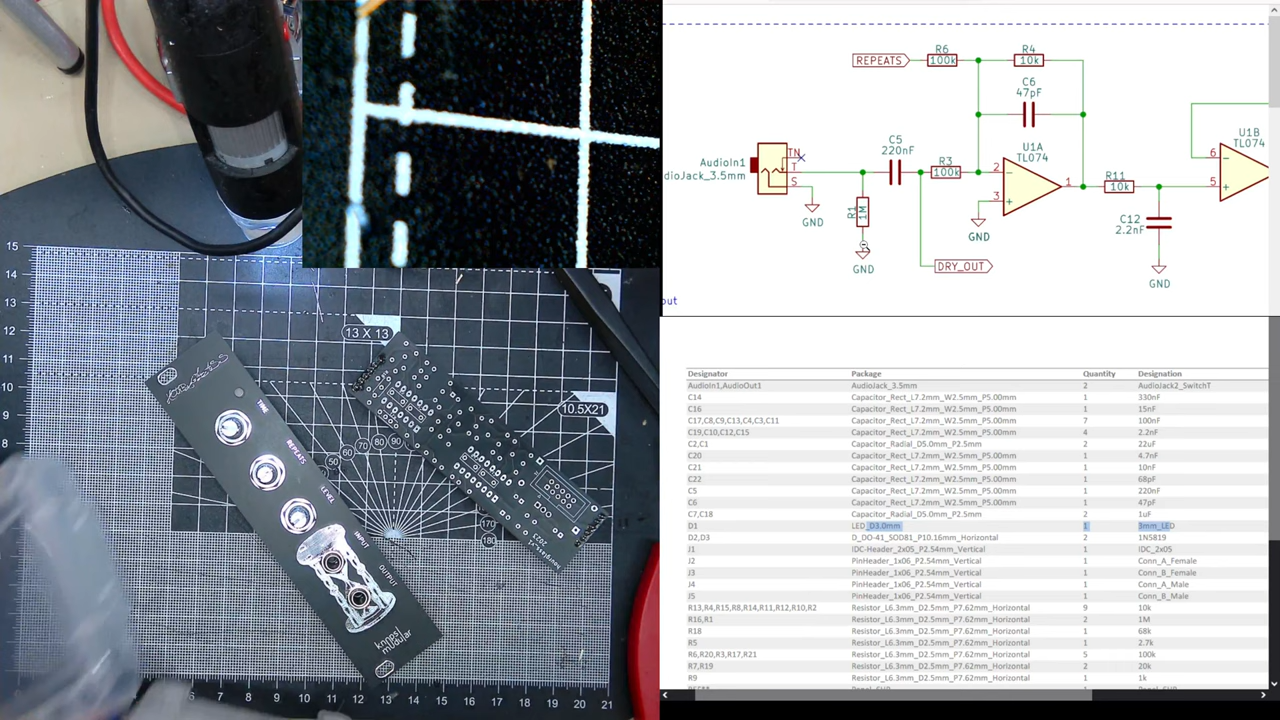 REPEATS
R6
100k
R4
10k
C6
47pF
U1B
TL074
6
5
C5
220nF
U1A
TL074
AudioIn1
dioJack_3.5mm
TN
T
S
R3
100k
2
3
1
R11
10k
R1
1M
C12
2.2nF
GND
GND
GND
GND
DRY_OUT
out
Designator Package Quantity Designation
AudioIn1,AudioOut1 AudioJack_3.5mm 2 AudioJack2_SwitchT
C14 Capacitor_Rect_L7.2mm_W2.5mm_P5.00mm 1 330nF
C16 Capacitor_Rect_L7.2mm_W2.5mm_P5.00mm 1 15nF
C17,C8,C9,C13,C4,C3,C11 Capacitor_Rect_L7.2mm_W2.5mm_P5.00mm 7 100nF
C19,C10,C12,C15 Capacitor_Rect_L7.2mm_W2.5mm_P5.00mm 4 2.2nF
C2,C1 Capacitor_Radial_D5.0mm_P2.5mm 2 22uF
C20 Capacitor_Rect_L7.2mm_W2.5mm_P5.00mm 1 4.7nF
C21 Capacitor_Rect_L7.2mm_W2.5mm_P5.00mm 1 10nF
C22 Capacitor_Rect_L7.2mm_W2.5mm_P5.00mm 1 68pF
C5 Capacitor_Rect_L7.2mm_W2.5mm_P5.00mm 1 220nF
C6 Capacitor_Rect_L7.2mm_W2.5mm_P5.00mm 1 47pF
C7,C18 Capacitor_Radial_D5.0mm_P2.5mm 2 1uF
D1 LED_D3.0mm 1 3mm_LED
D2,D3 D_DO-41_SOD81_P10.16mm_Horizontal 2 1N5819
J1 IDC-Header_2x05_P2.54mm_Vertical 1 IDC_2x05
J2 PinHeader_1x06_P2.54mm_Vertical 1 Conn_A_Female
J3 PinHeader_1x06_P2.54mm_Vertical 1 Conn_B_Female
J4 PinHeader_1x06_P2.54mm_Vertical 1 Conn_A_Male
J5 PinHeader_1x06_P2.54mm_Vertical 1 Conn_B_Male
R13,R4,R15,R8,R14,R11,R12,R10,R2 Resistor_L6.3mm_D2.5mm_P7.62mm_Horizontal 9 10k
R16,R1 Resistor_L6.3mm_D2.5mm_P7.62mm_Horizontal 2 1M
R18 Resistor_L6.3mm_D2.5mm_P7.62mm_Horizontal 1 68k
R5 Resistor_L6.3mm_D2.5mm_P7.62mm_Horizontal 1 2.7k
R6,R20,R3,R17,R21 Resistor_L6.3mm_D2.5mm_P7.62mm_Horizontal 5 100k
R7,R19 Resistor_L6.3mm_D2.5mm_P7.62mm_Horizontal 2 20k
R9 Resistor_L6.3mm_D2.5mm_P7.62mm_Horizontal 1 1k
15
14
13
12
11
10
9
8
13 X 13
10.5X21
50
60
70
80
90
170
180
TIME
REPEATS
LEVEL
INPUT
OUTPUT
konos
modular
2022
6 7 8 9 10 11 12 13 14 15 16 17 18 19 20 21